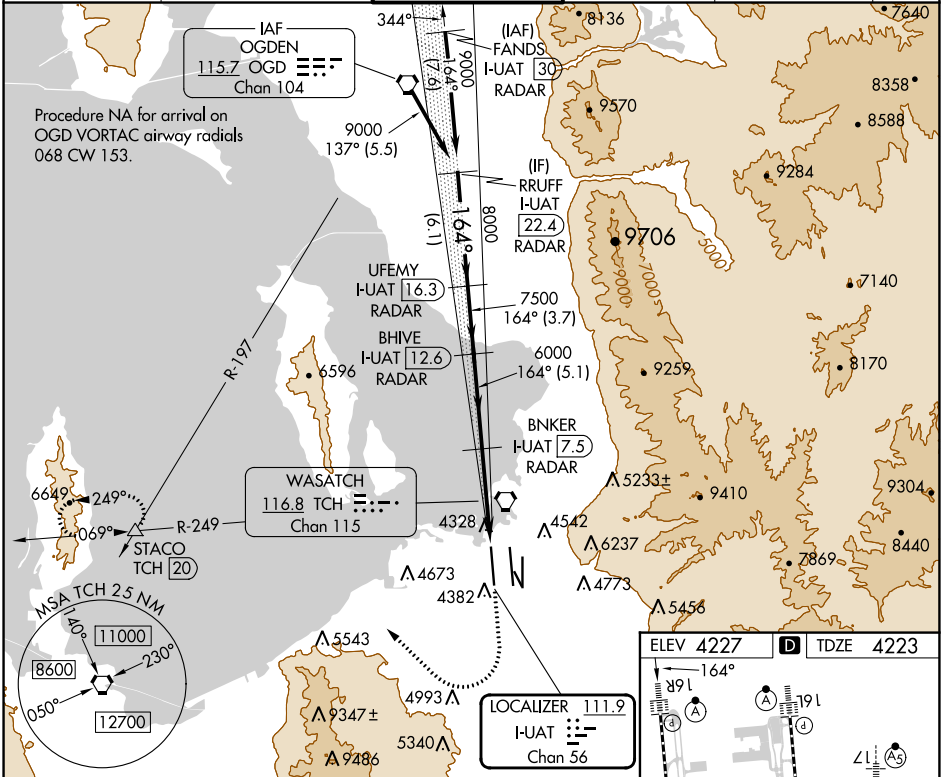 IAF
OGDEN
115.7 OGD
Chan 104
Procedure NA for arrival on
OGD VORTAC airway radials
068 CW 153.
9000
137° (5.5)
344°
(7.6)
164°
9000
(IAF)
FANDS
I-UAT 30
RADAR
(IF)
RRUFF
I-UAT
22.4
RADAR
(6.1)
164°
8000
UFEMY
I-UAT 16.3
RADAR
7500
164° (3.7)
BHIVE
I-UAT 12.6
RADAR
6000
164° (5.1)
BNKER
I-UAT 7.5
RADAR
8136
7640
9570
8358
8588
9284
9706
5000
7000
9000
7140
8170
9259
6596
R-197
WASATCH
116.8 TCH
Chan 115
6649
249°
069°
R-249
STACO
TCH 20
4328
4542
5233±
9410
9304
6237
8440
7869
4673
4382
4773
5456
MSA TCH 25 NM
140°
11000
230°
8600
050°
12700
5543
4993
9347±
5340
9486
LOCALIZER 111.9
I-UAT
Chan 56
ELEV 4227 D TDZE 4223
164°
16R
16L
A
A
P
P
17
A5